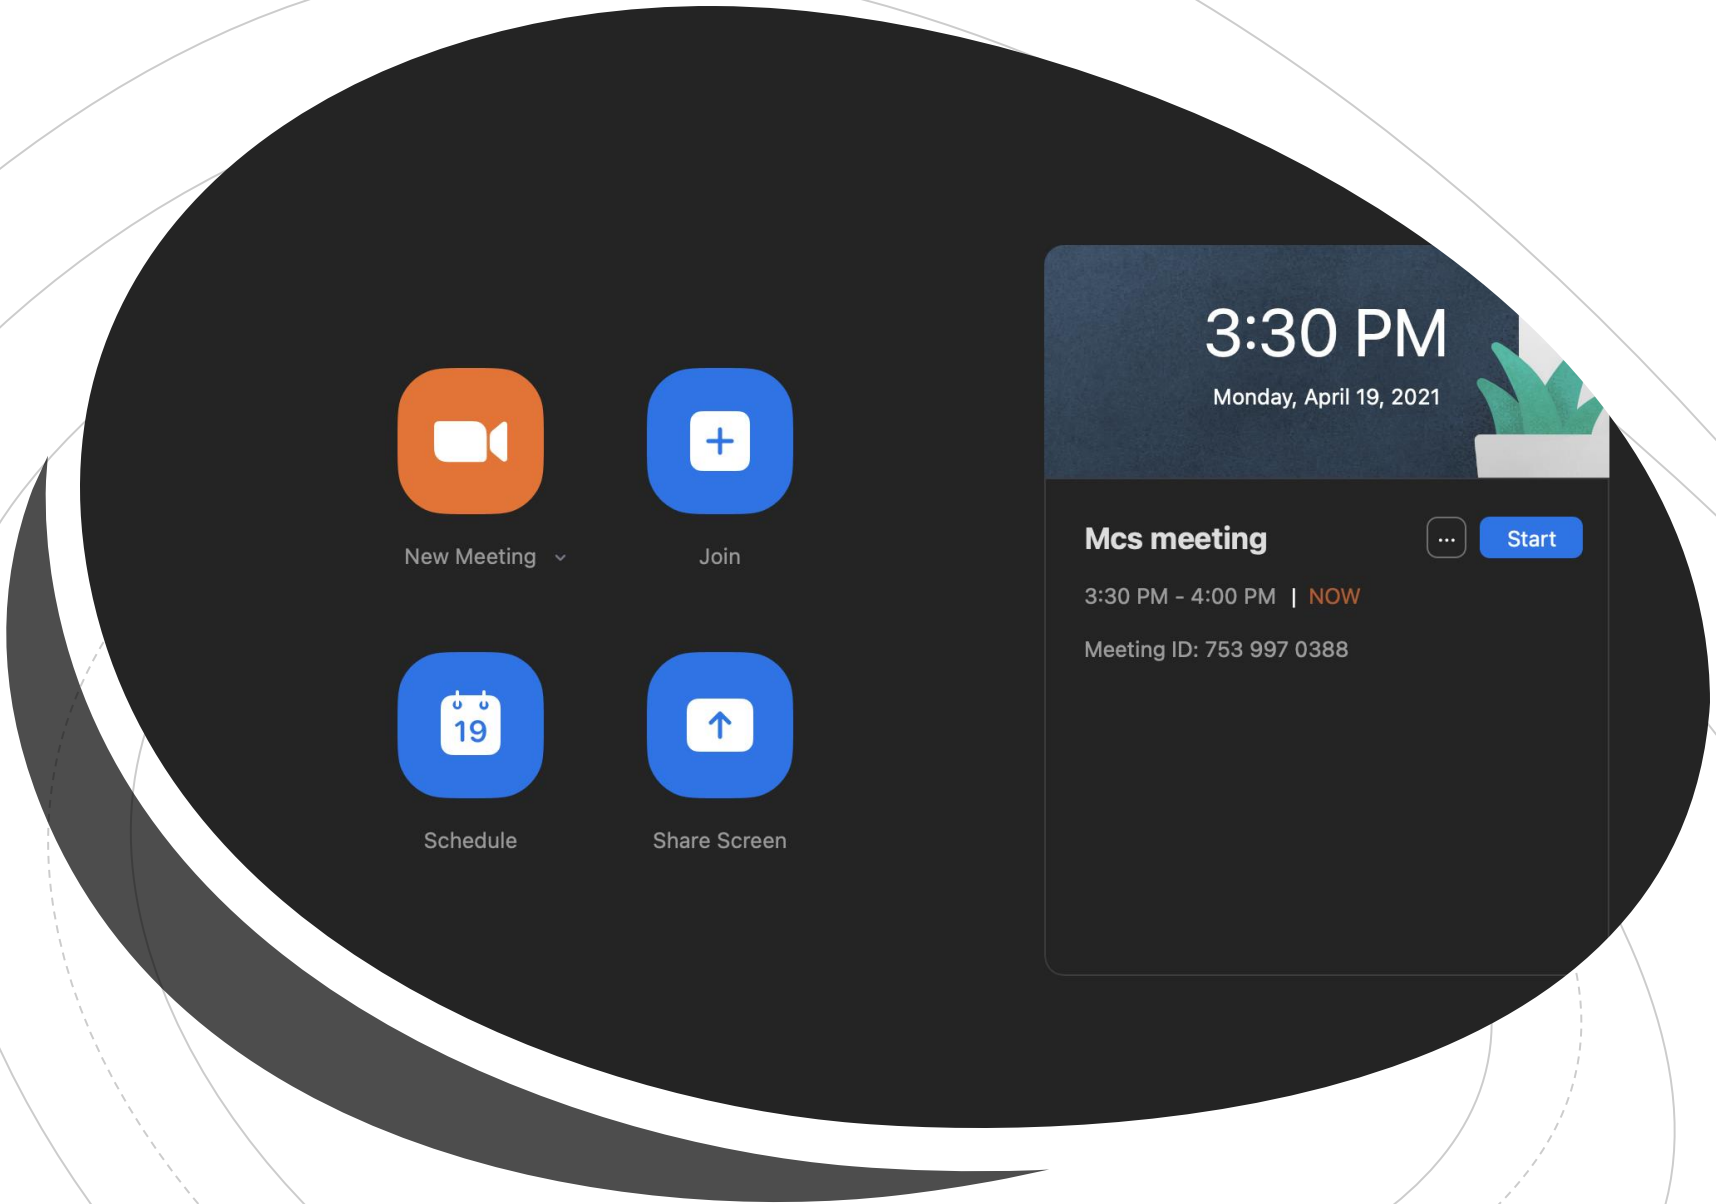 New Meeting
Join
19
Schedule
Share Screen
3:30 PM
Monday, April 19, 2021
Mcs meeting
... Start
3:30 PM - 4:00 PM | NOW
Meeting ID: 753 997 0388